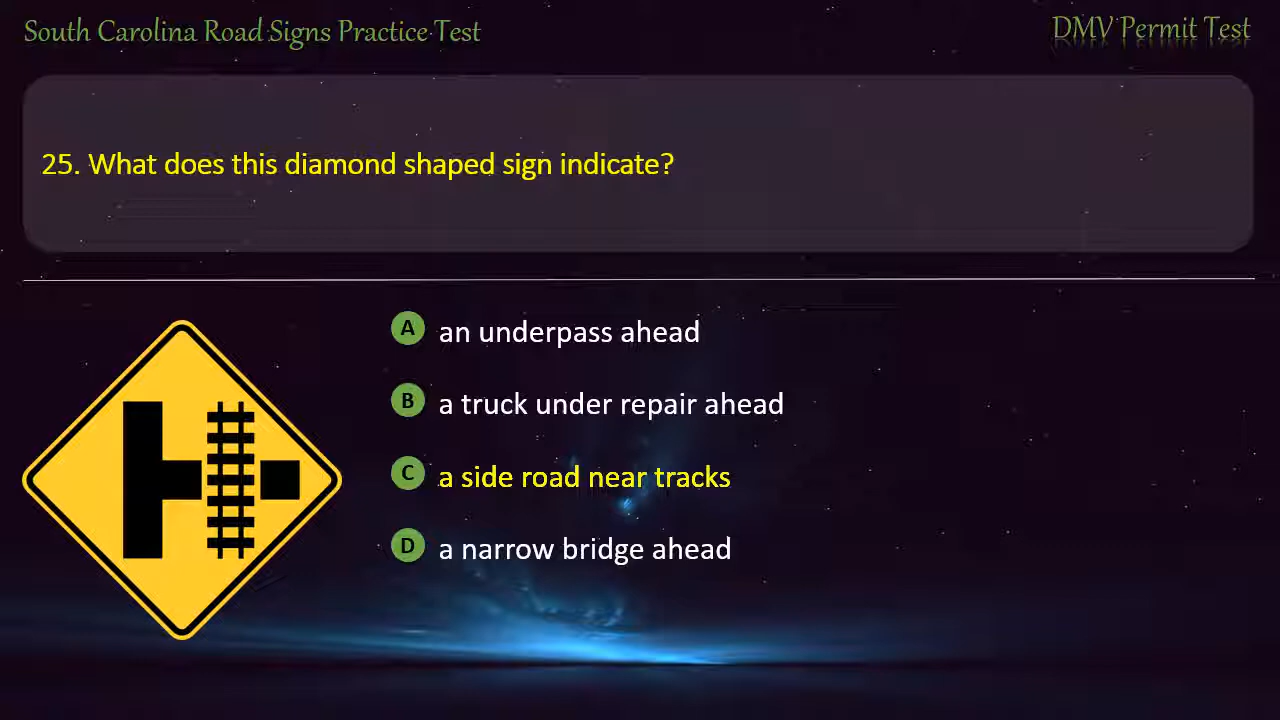 South Carolina Road Signs Practice Test
DMV Permit Test
25. What does this diamond shaped sign indicate?
A an underpass ahead
B a truck under repair ahead
C a side road near tracks
D a narrow bridge ahead